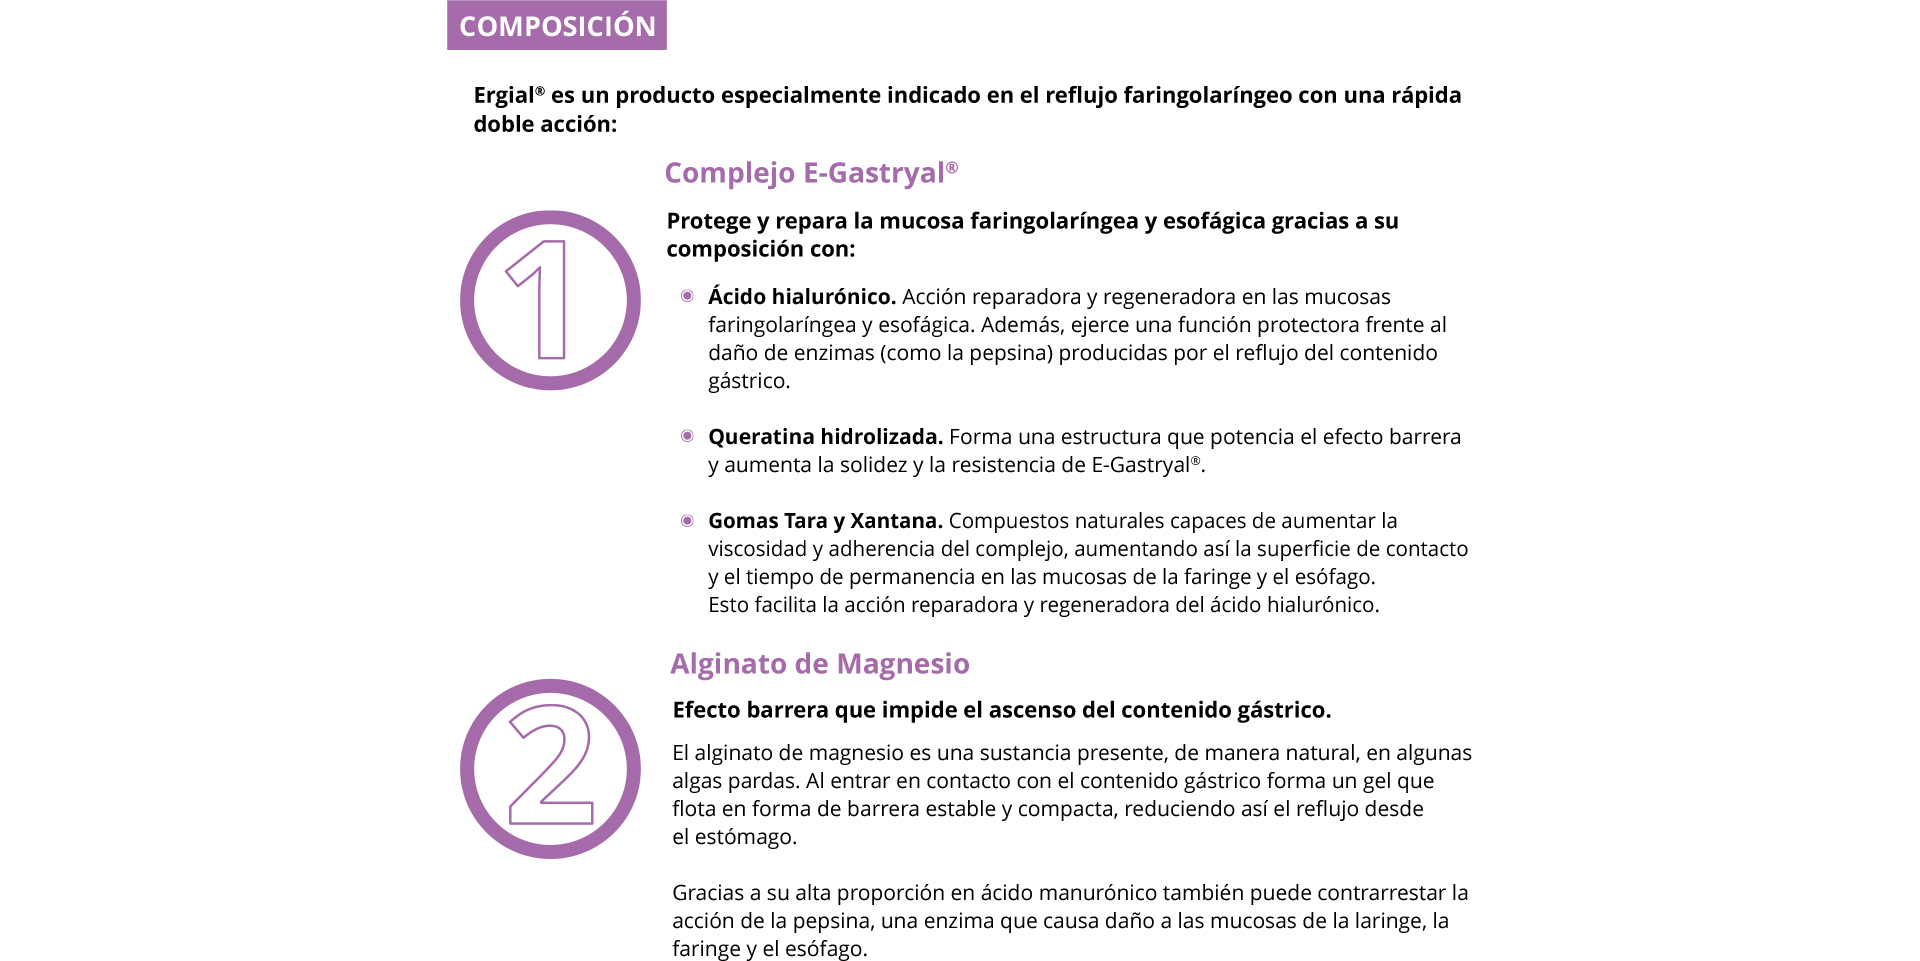 COMPOSICIÓN
Ergial® es un producto especialmente indicado en el reflujo faringolaríngeo con una rápida
doble acción:
Complejo E-Gastryal®
1
Protege y repara la mucosa faringolaríngea y esofágica gracias a su
composición con:
Ácido hialurónico. Acción reparadora y regeneradora en las mucosas
faringolaríngea y esofágica. Además, ejerce una función protectora frente al
daño de enzimas (como la pepsina) producidas por el reflujo del contenido
gástrico.
Queratina hidrolizada. Forma una estructura que potencia el efecto barrera
y aumenta la solidez y la resistencia de E-Gastryal®.
Gomas Tara y Xantana. Compuestos naturales capaces de aumentar la
viscosidad y adherencia del complejo, aumentando así la superficie de contacto
y el tiempo de permanencia en las mucosas de la faringe y el esófago.
Esto facilita la acción reparadora y regeneradora del ácido hialurónico.
Alginato de Magnesio
2
Efecto barrera que impide el ascenso del contenido gástrico.
El alginato de magnesio es una sustancia presente, de manera natural, en algunas
algas pardas. Al entrar en contacto con el contenido gástrico forma un gel que
flota en forma de barrera estable y compacta, reduciendo así el reflujo desde
el estómago.
Gracias a su alta proporción en ácido manurónico también puede contrarrestar la
acción de la pepsina, una enzima que causa daño a las mucosas de la laringe, la
faringe y el esófago.